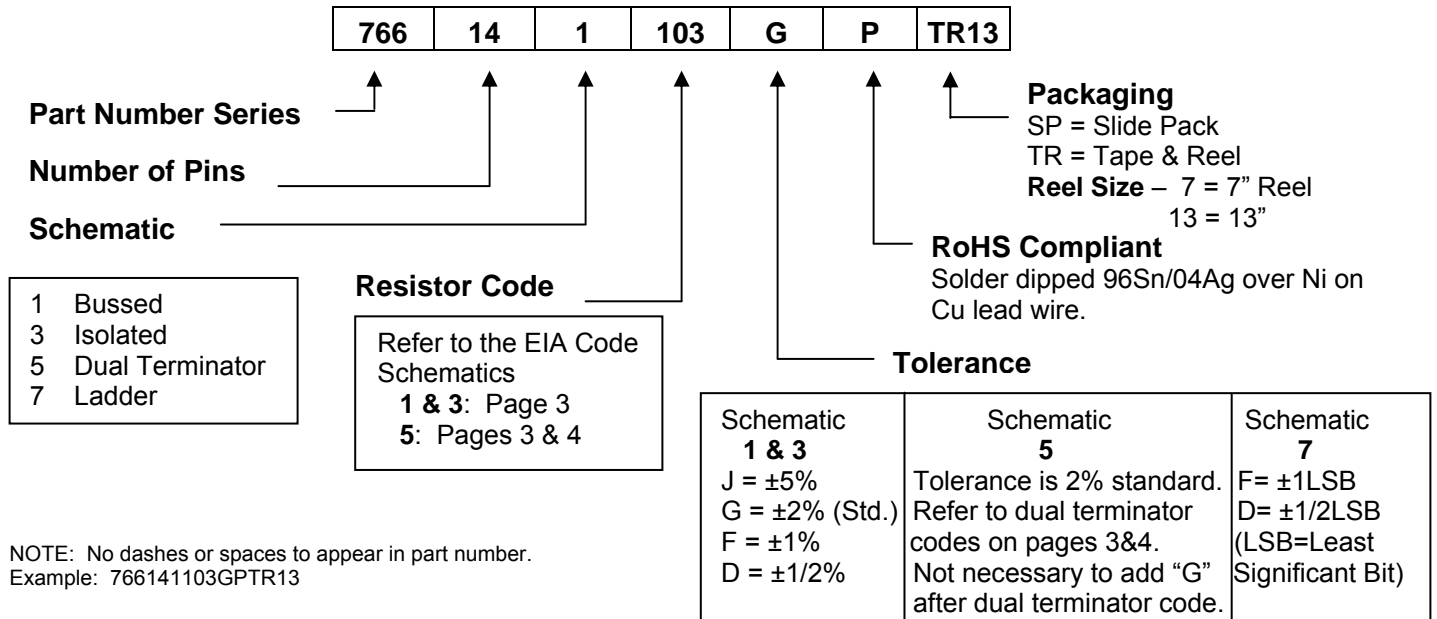 766 14 1 103 G P TR13
Part Number Series
Number of Pins
Schematic
1 Bussed
3 Isolated
5 Dual Terminator
7 Ladder
Resistor Code
Refer to the EIA Code
Schematics
1 & 3: Page 3
5: Pages 3 & 4
Packaging
SP = Slide Pack
TR = Tape & Reel
Reel Size – 7 = 7” Reel
13 = 13”
RoHS Compliant
Solder dipped 96Sn/04Ag over Ni on
Cu lead wire.
Tolerance
Schematic
1 & 3
J = ±5%
G = ±2% (Std.)
F = ±1%
D = ±1/2%
Schematic
5
Tolerance is 2% standard.
Refer to dual terminator
codes on pages 3&4.
Not necessary to add “G”
after dual terminator code.
Schematic
7
F= ±1LSB
D= ±1/2LSB
(LSB=Least
Significant Bit)
NOTE: No dashes or spaces to appear in part number.
Example: 766141103GPTR13